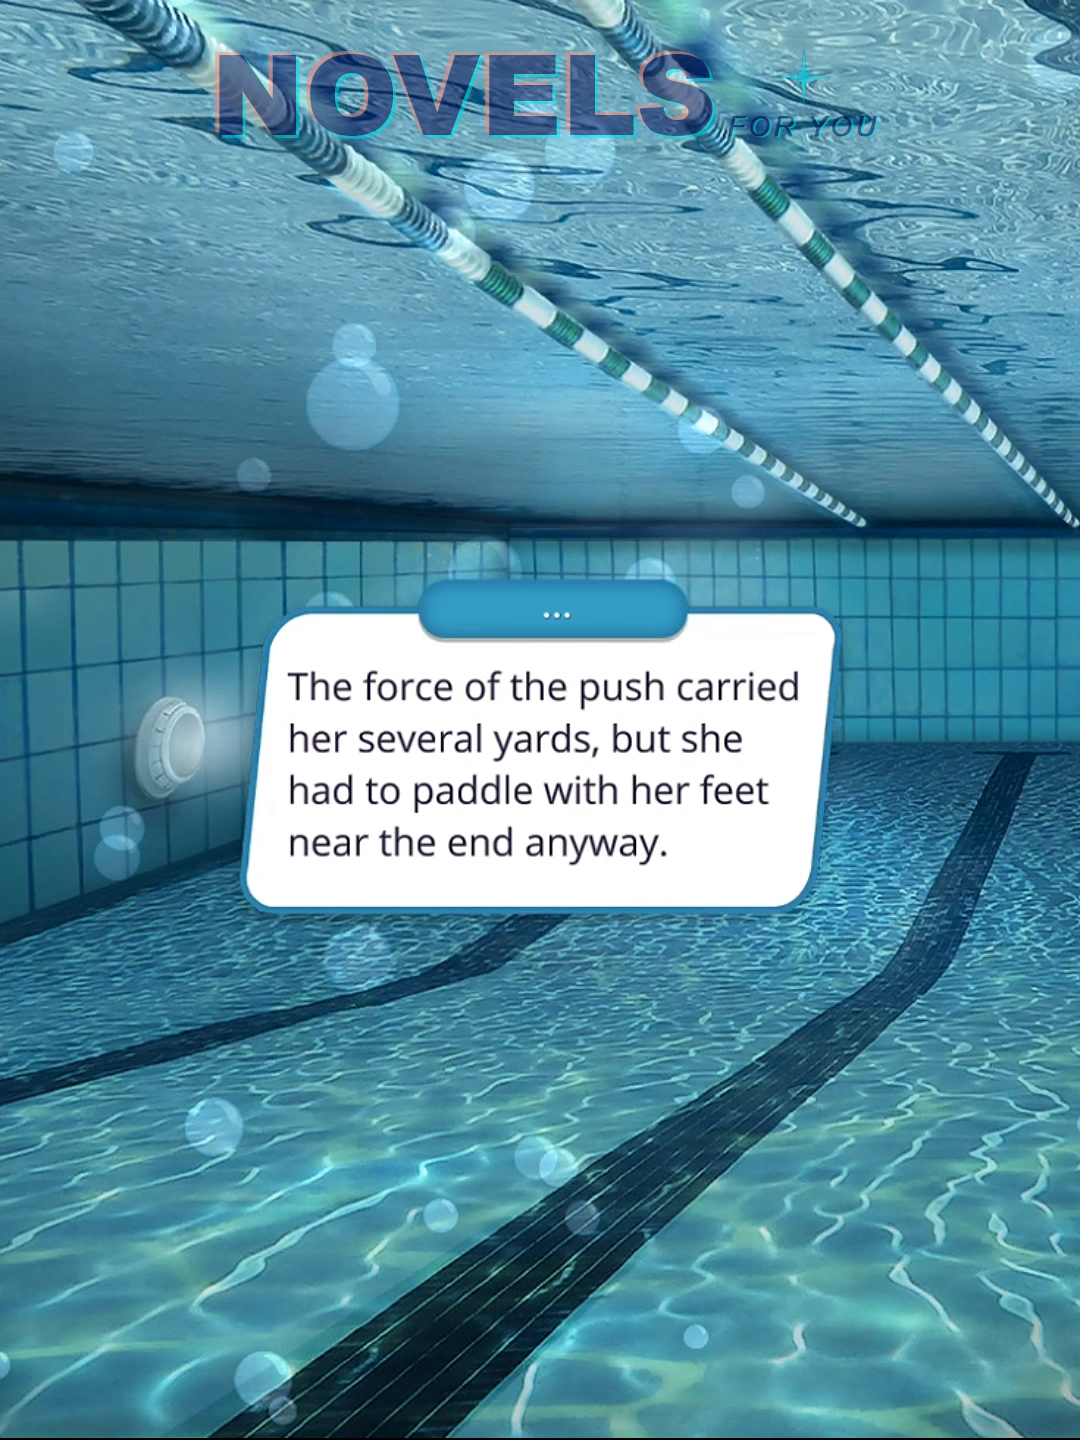 NOVELS
FOR YOU
...
The force of the push carried
her several yards, but she
had to paddle with her feet
near the end anyway.